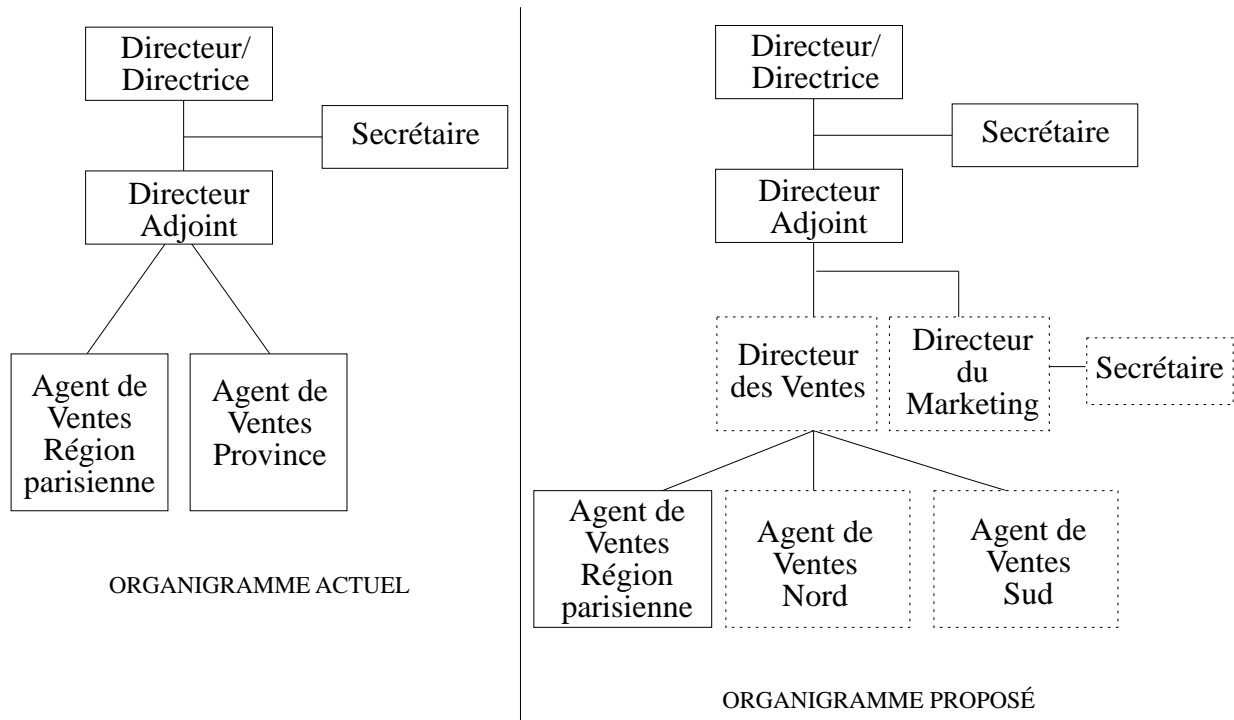 Directeur/
Directrice
Secrétaire
Directeur
Adjoint
Agent de
Ventes
Région
parisienne
Agent de
Ventes
Province
ORGANIGRAMME ACTUEL
Directeur/
Directrice
Secrétaire
Directeur
Adjoint
Directeur
des Ventes
Directeur
du
Marketing
Secrétaire
Agent de
Ventes
Région
parisienne
Agent de
Ventes
Nord
Agent de
Ventes
Sud
ORGANIGRAMME PROPOSÉ